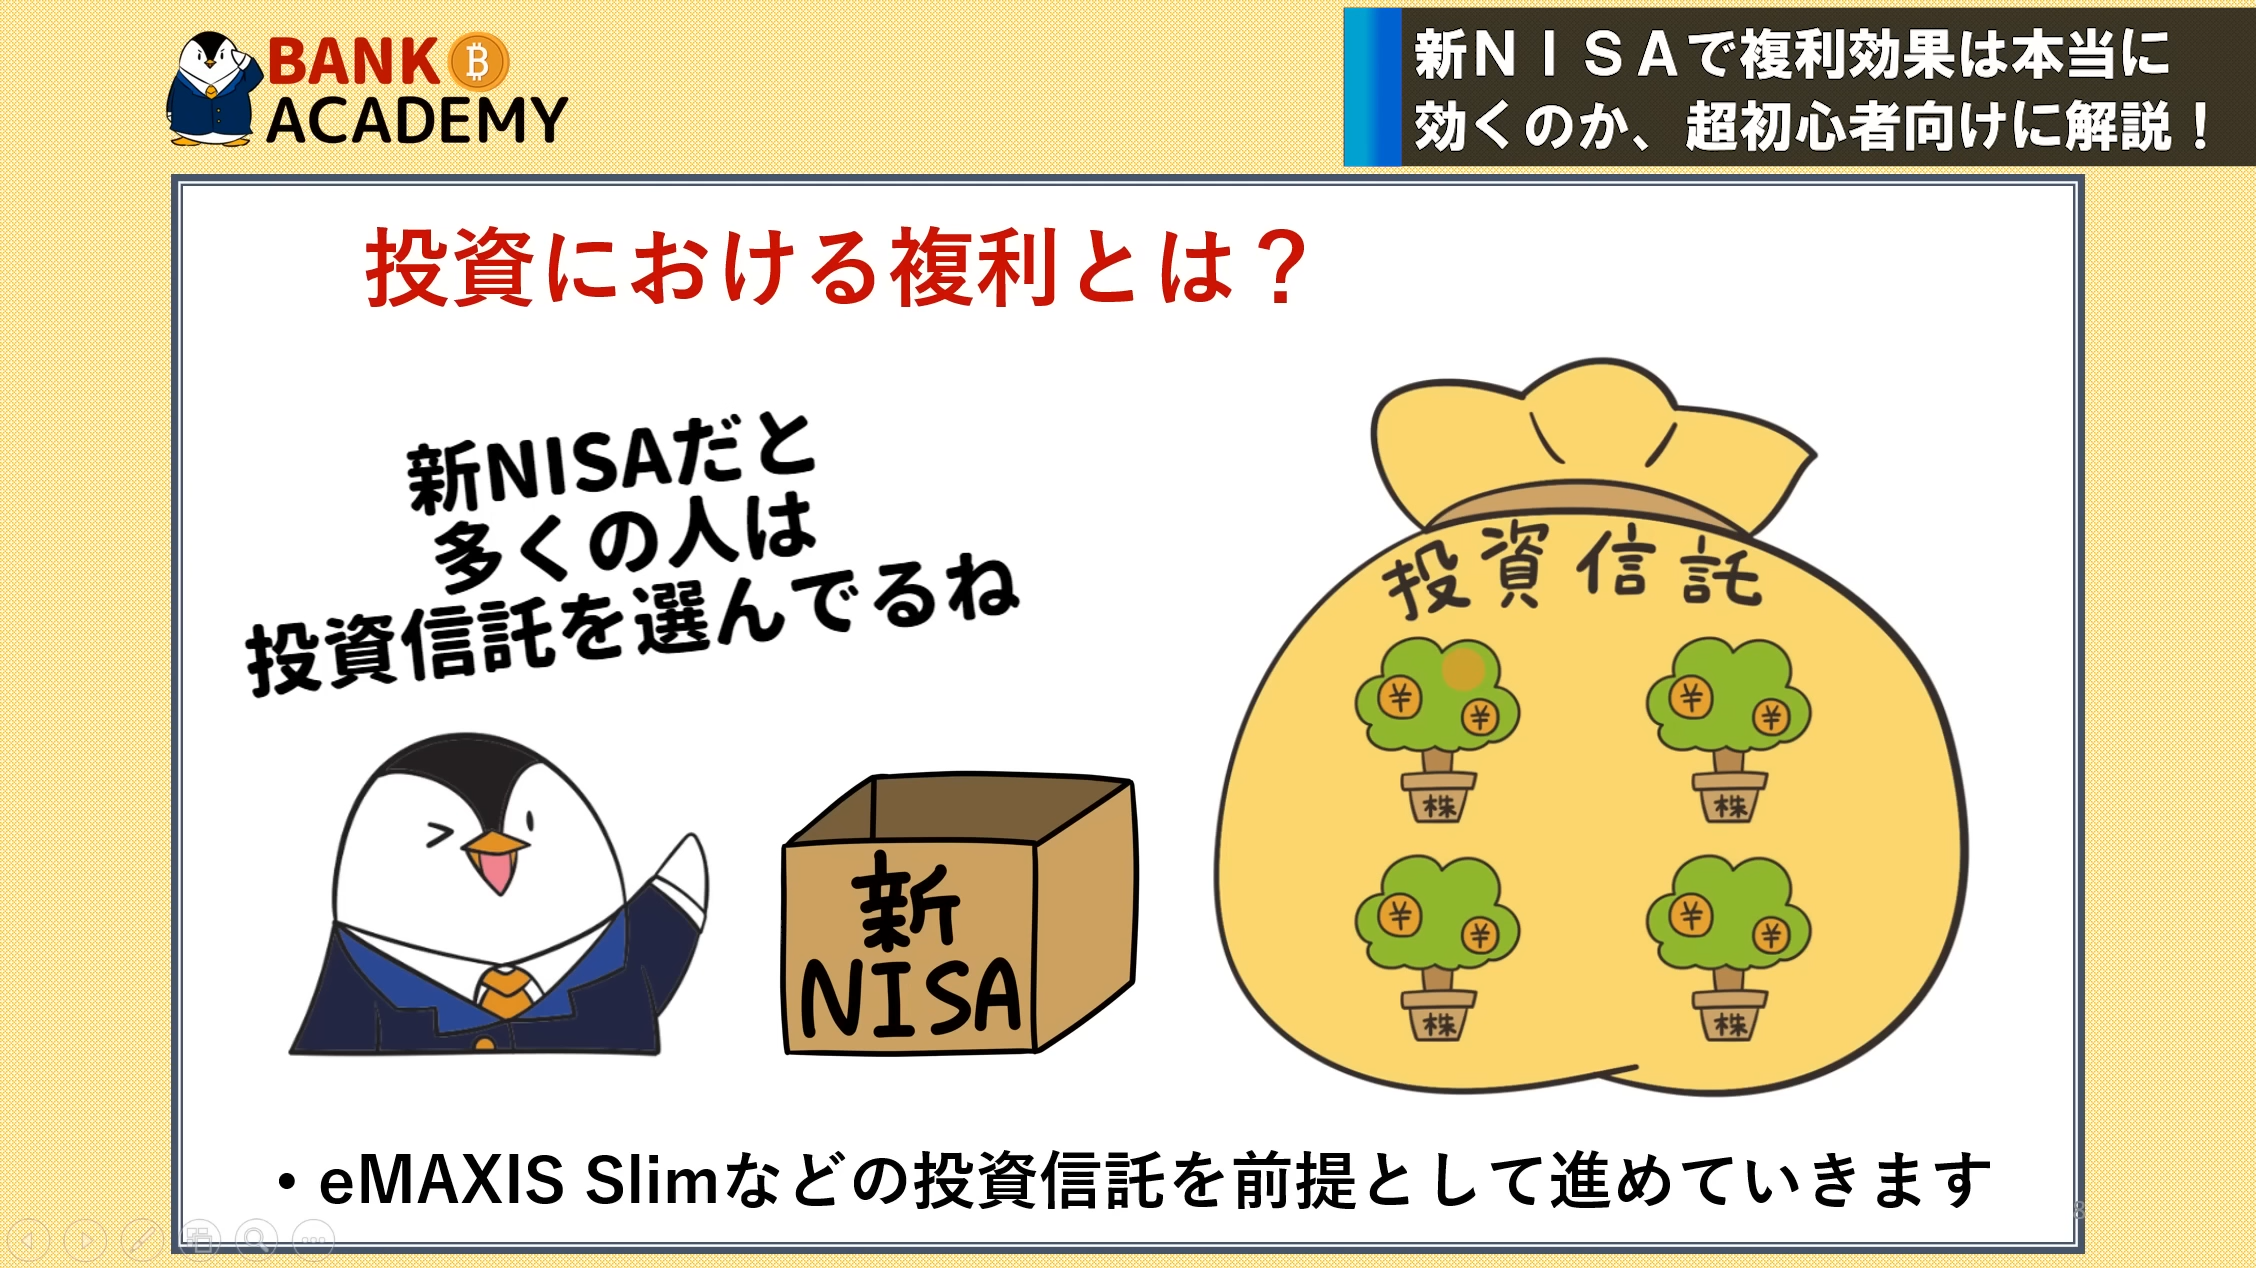 BANK
ACADEMY
新ＮＩＳＡで複利効果は本当に
効くのか、超初心者向けに解説！
投資における複利とは？
新NISAだと
多くの人は
投資信託を選んでるね
投資信託
¥ ¥ ¥ ¥
株 株
¥ ¥ ¥ ¥
株 株
新
NISA
・eMAXIS Slimなどの投資信託を前提として進めていきます
8